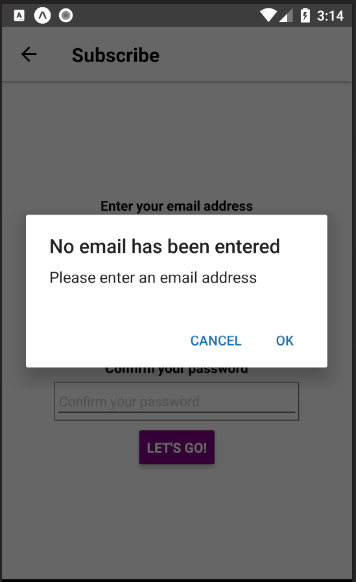 3:14
Subscribe
Enter your email address
No email has been entered
Please enter an email address
CANCEL OK
Confirm your password
Confirm your password
LET'S GO!